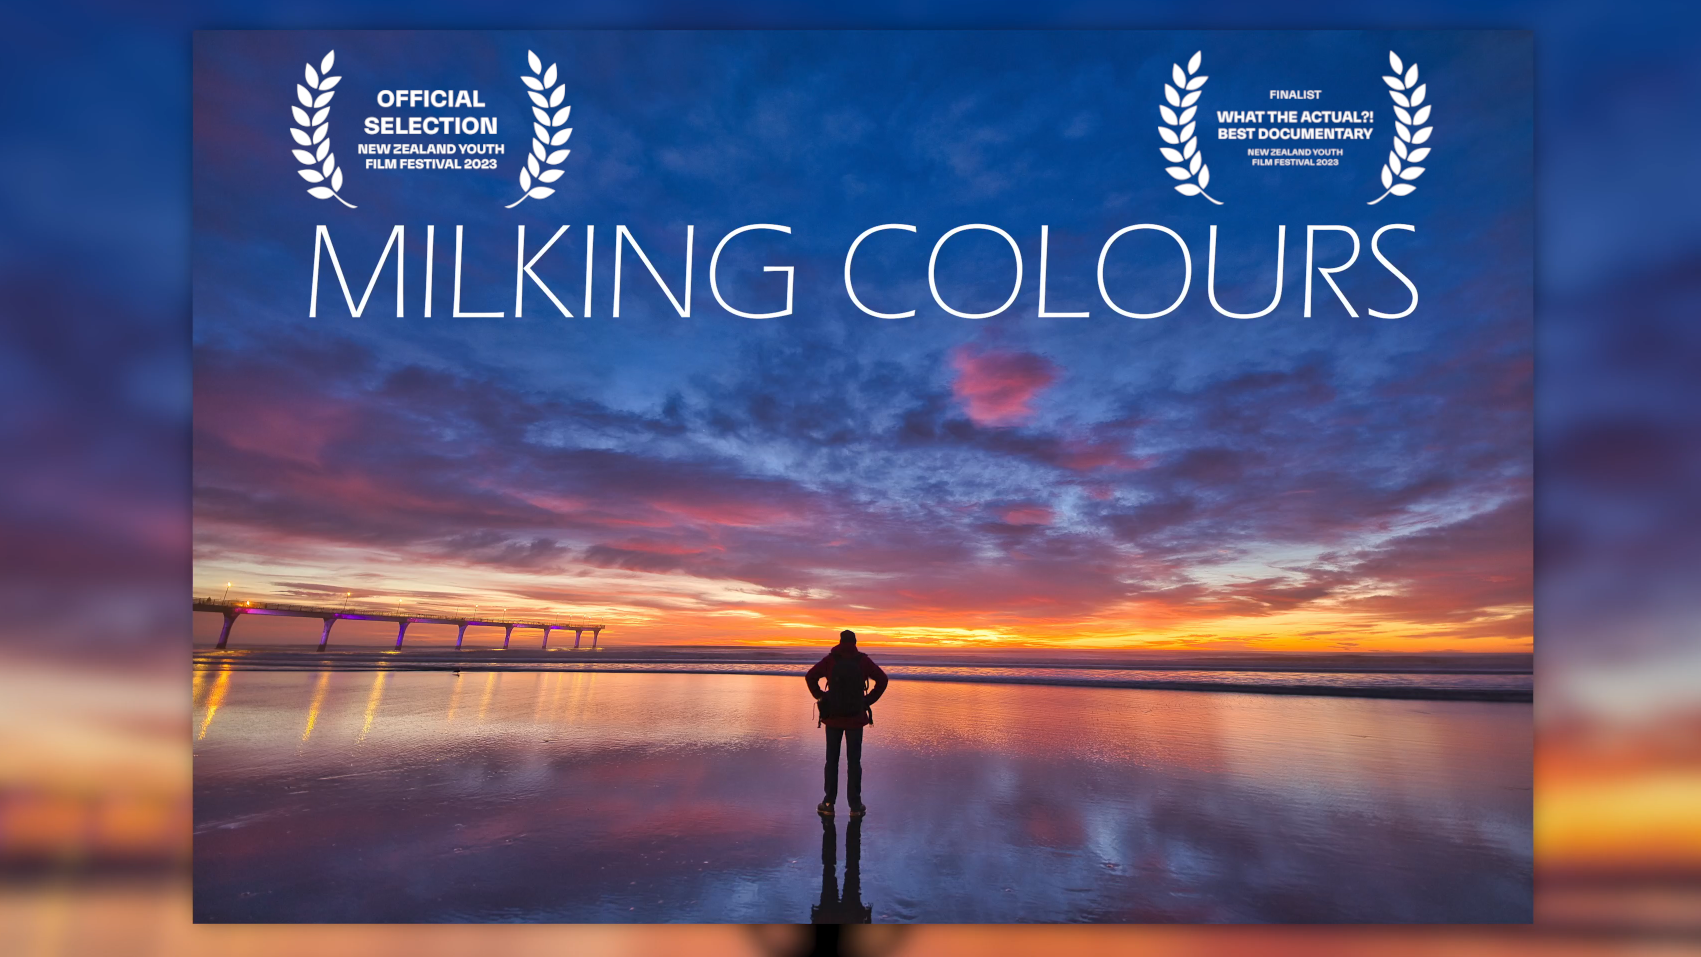 OFFICIAL
SELECTION
NEW ZEALAND YOUTH
FILM FESTIVAL 2023
FINALIST
WHAT THE ACTUAL?!
BEST DOCUMENTARY
NEW ZEALAND YOUTH
FILM FESTIVAL 2023
MILKING COLOURS